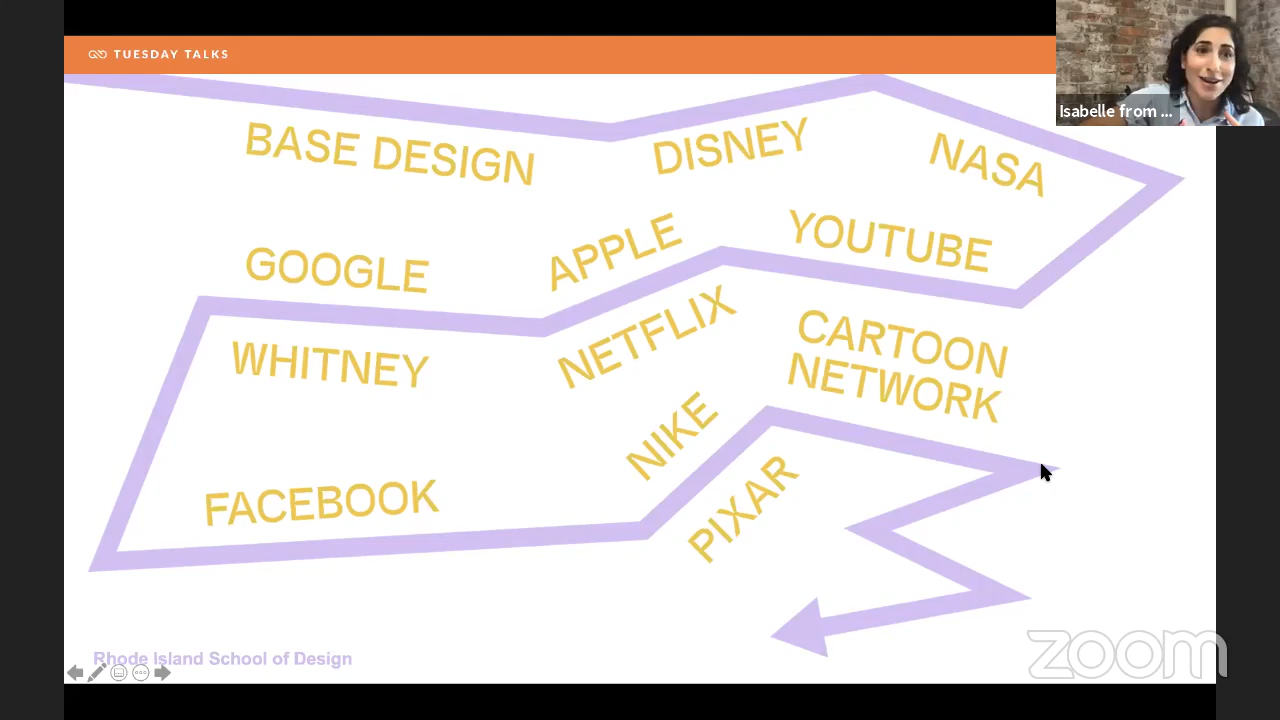 TUESDAY TALKS
Isabelle from ...
BASE DESIGN
DISNEY
NASA
GOOGLE
APPLE
YOUTUBE
WHITNEY
NETFLIX
CARTOON
NETWORK
NIKE
FACEBOOK
PIXAR
Rhode Island School of Design
zoom